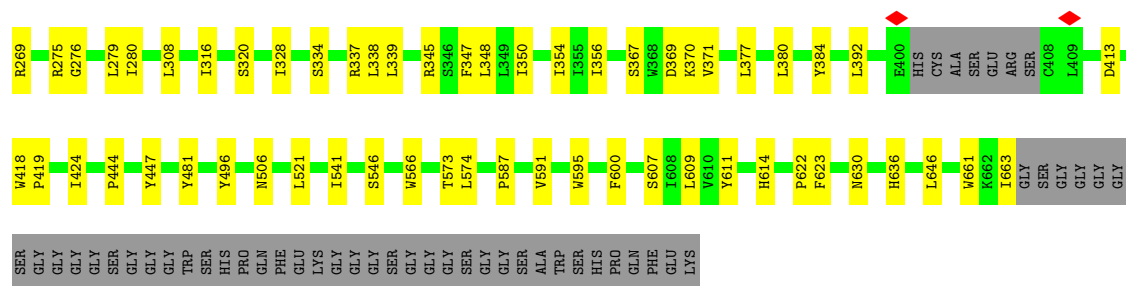 R269 R275 G276 L279 I280 L308 I316 S320 I328 S334 R337 L338 L339 R345 S346 F347 L348 L349 I350 I354 I355 I356 S367 W368 D369 K370 V371 L377 L380 Y384 L392 E400 HIS CYS ALA SER GLU ARG SER C408 L409 D413
W418 P419 I424 P444 Y447 Y481 Y496 N506 L521 I541 S546 W566 T573 L574 P587 V591 W595 F600 S607 I608 L609 V610 Y611 H614 P622 F623 N630 H636 L646 W661 K662 I663 GLY SER GLY GLY GLY GLY
SER GLY GLY GLY GLY SER GLY GLY GLY TRP SER HIS PRO GLN PHE GLU LYS GLY GLY GLY SER GLY GLY GLY SER GLY GLY SER ALA TRP SER HIS PRO GLN PHE GLU LYS